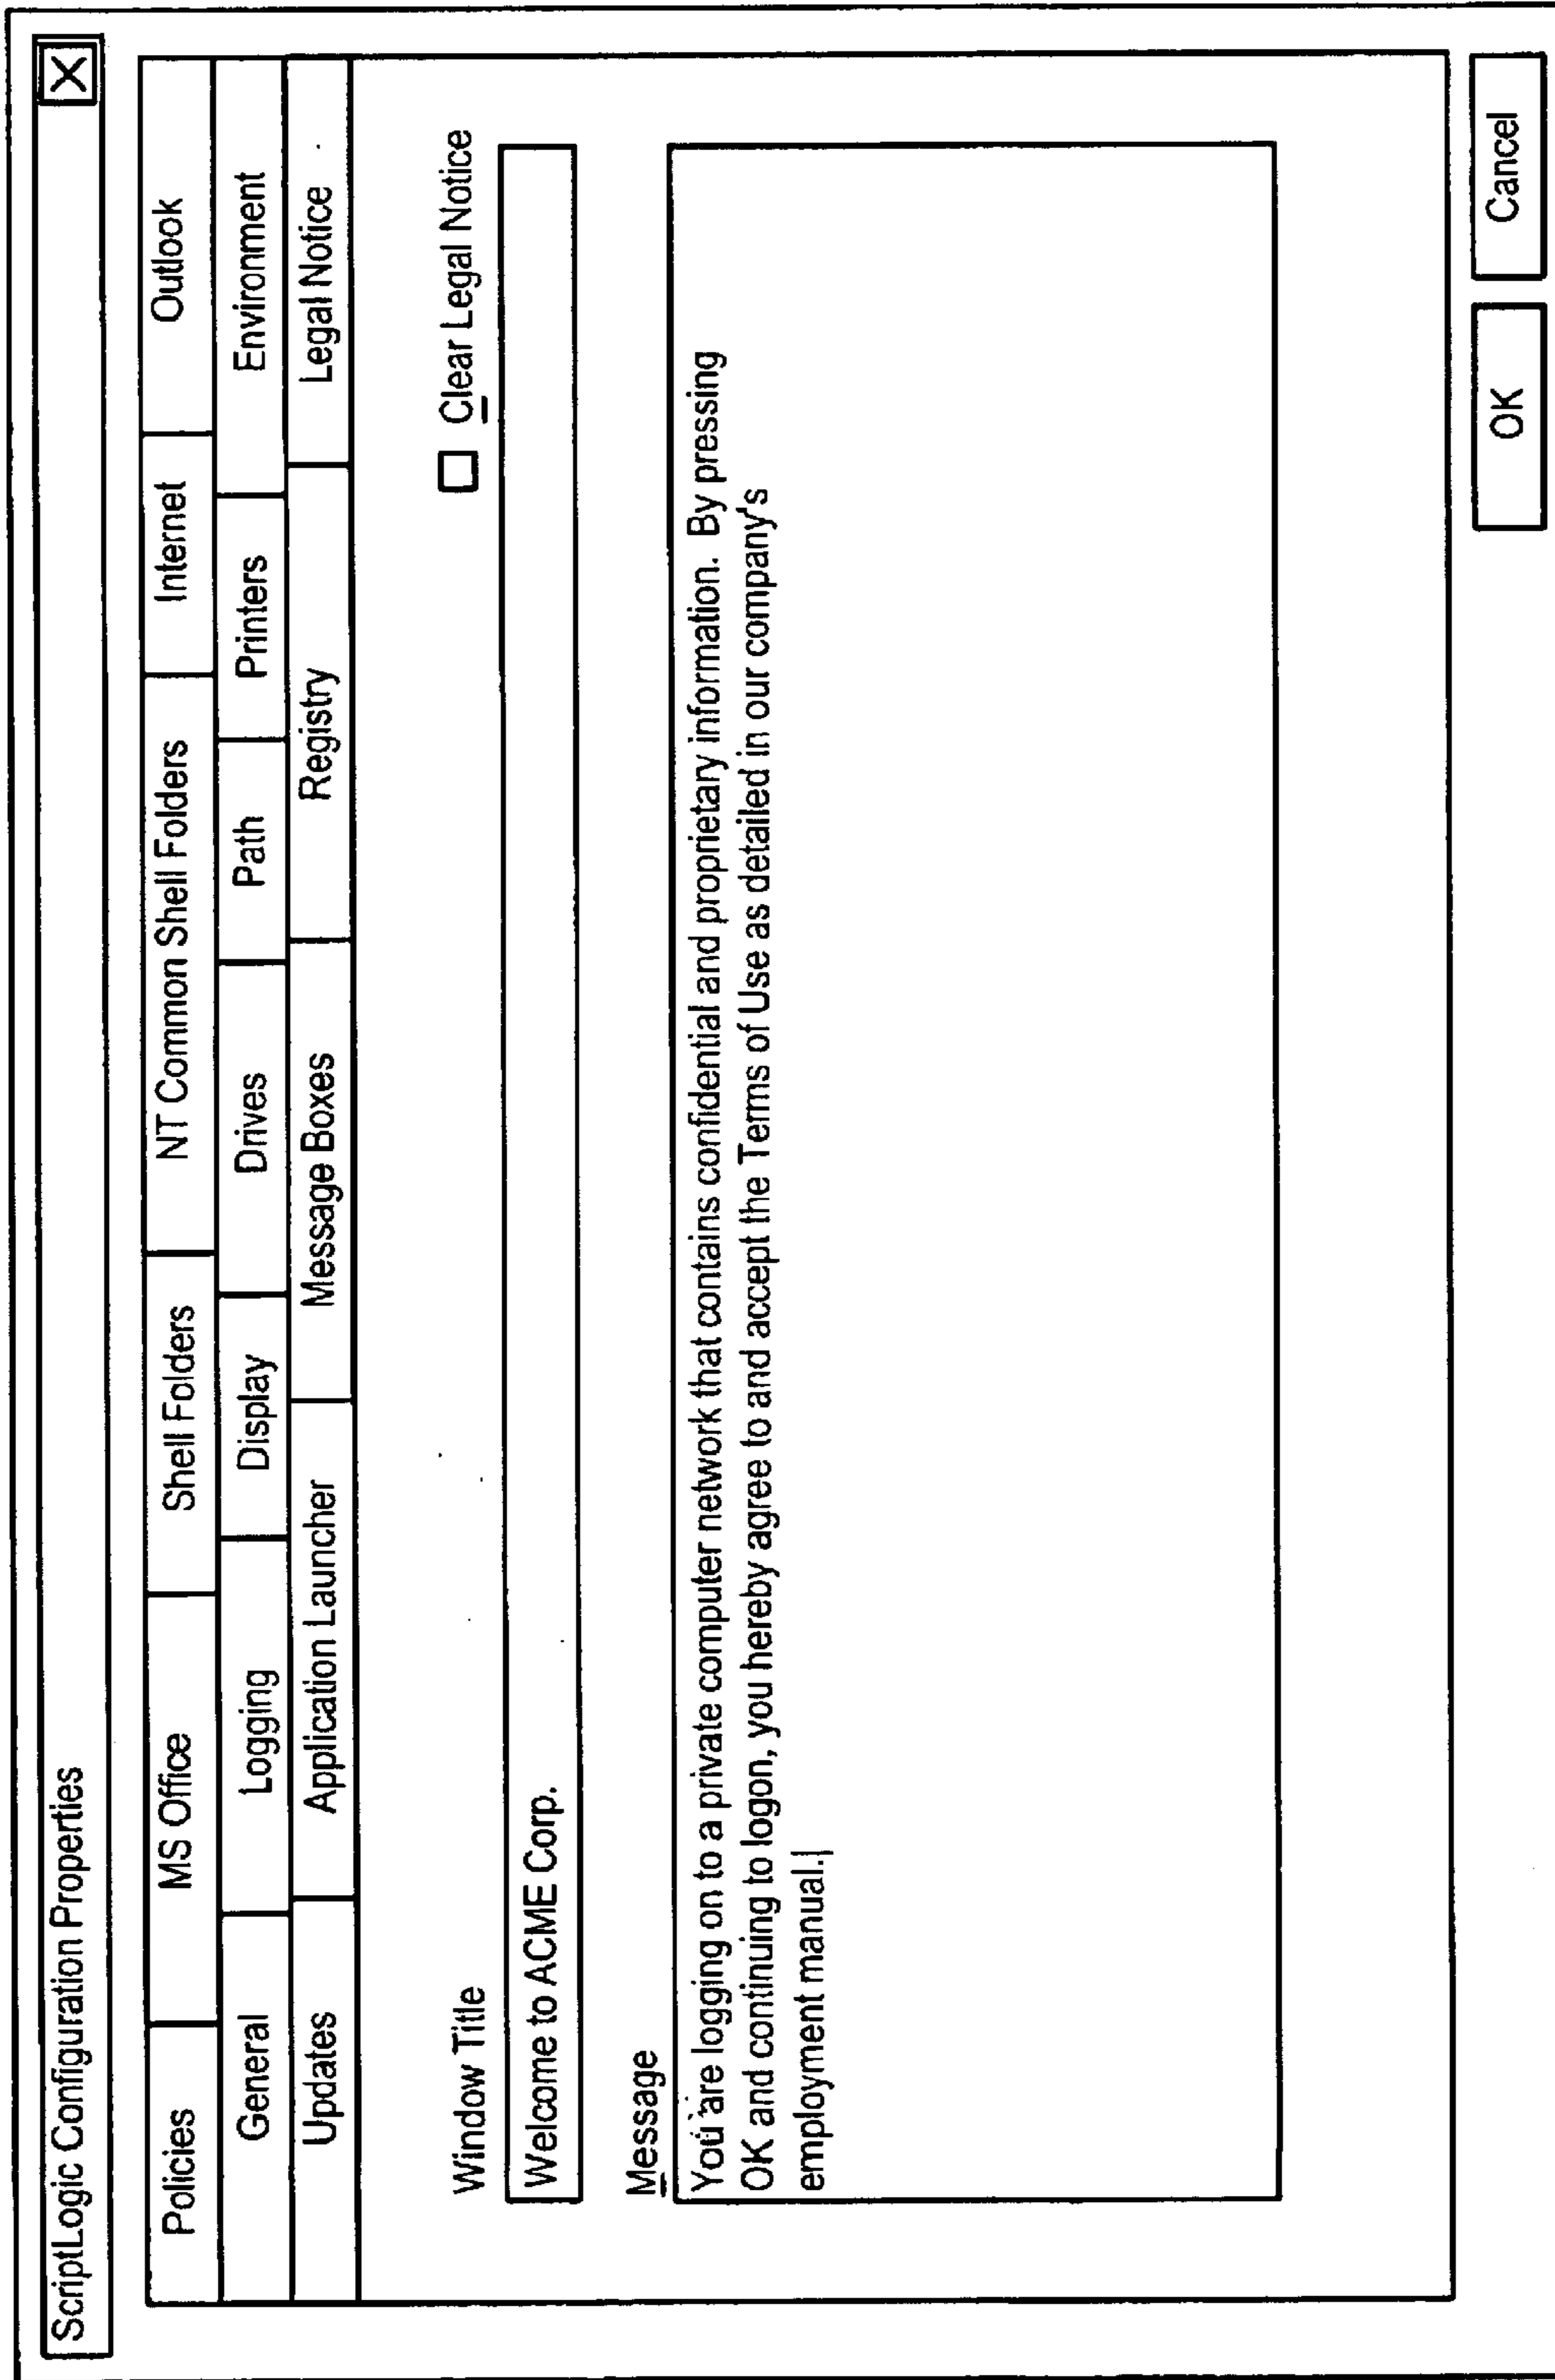 ScriptLogic Configuration Properties
Policies MS Office Shell Folders NT Common Shell Folders Internet Outlook
General Logging Display Drives Path Printers Environment
Updates Application Launcher Message Boxes Registry Legal Notice
Window Title Clear Legal Notice
Welcome to ACME Corp.
Message
You are logging on to a private computer network that contains confidential and proprietary information. By pressing
OK and continuing to logon, you hereby agree to and accept the Terms of Use as detailed in our company's
employment manual.
OK Cancel